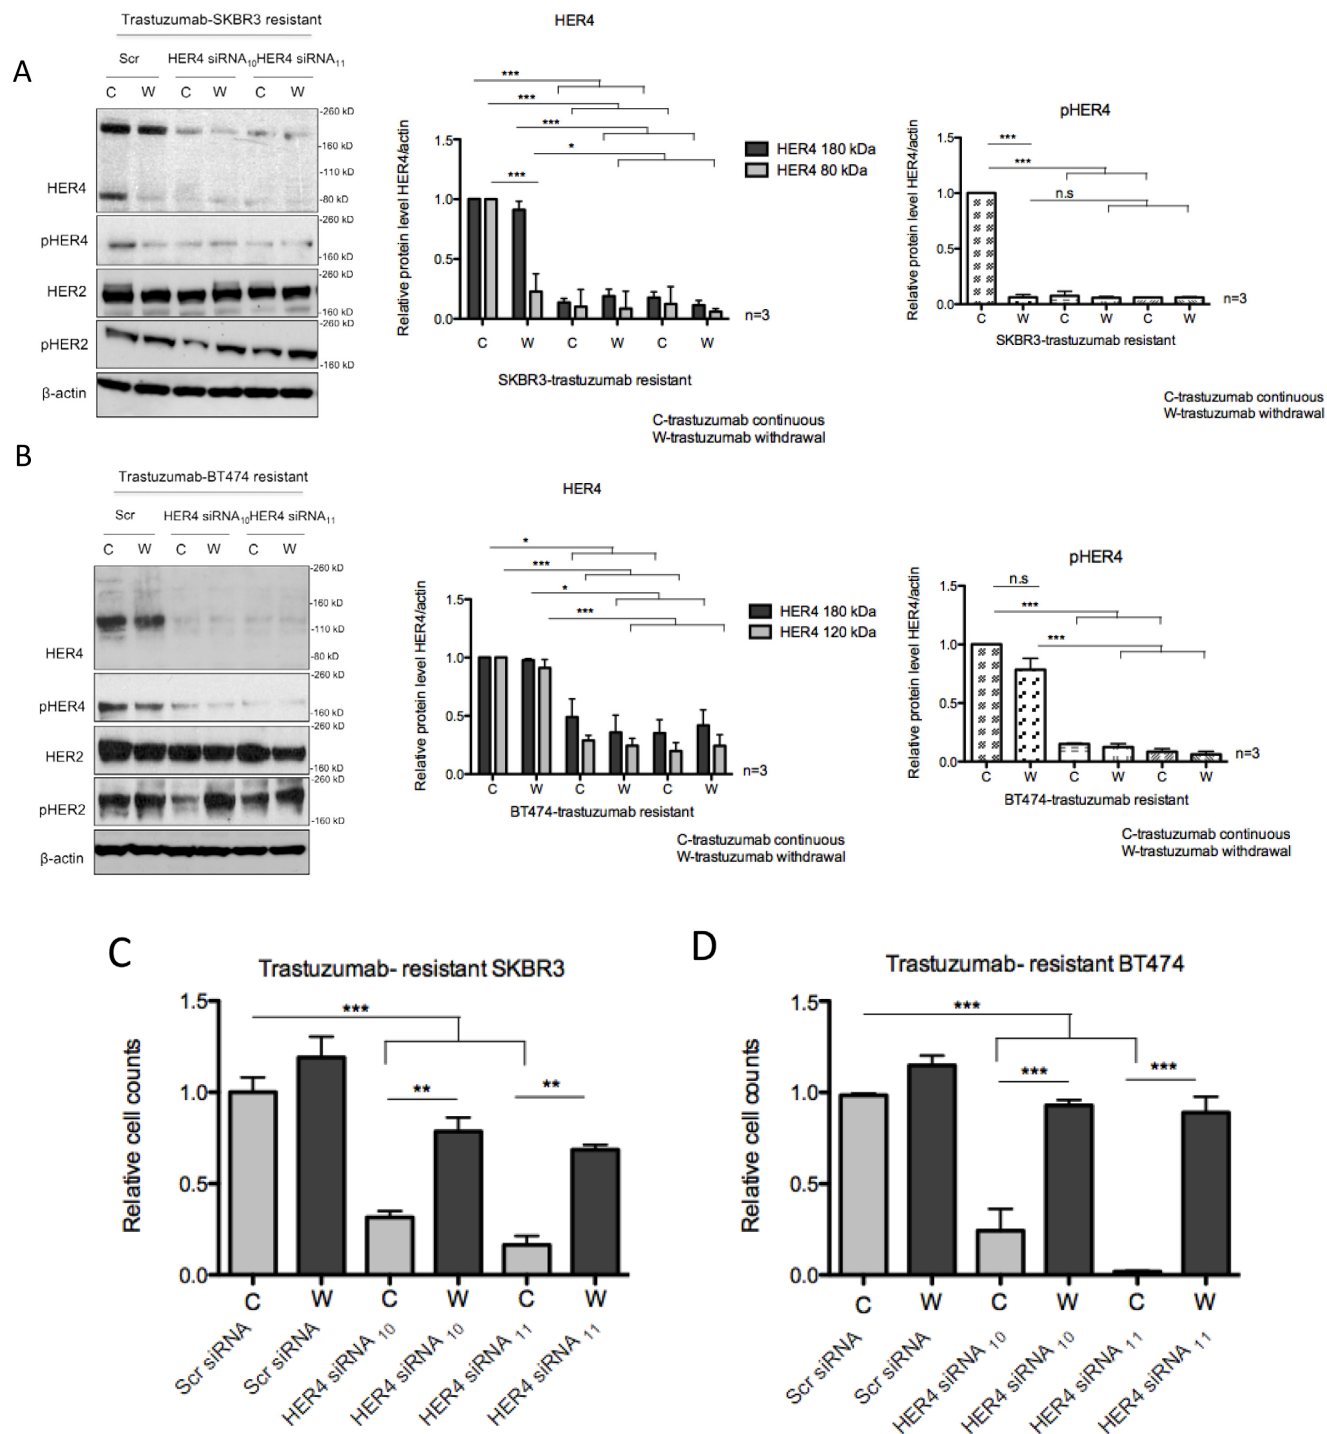 A
Trastuzumab-SKBR3 resistant
Scr HER4 siRNA10 HER4 siRNA11
C W C W C W
HER4
-260 kD
-160 kD
-110 kD
-80 kD
pHER4
-260 kD
-160 kD
HER2
-260 kD
-160 kD
pHER2
-260 kD
-160 kD
β-actin
HER4
***
***
***
*
***
Relative protein level HER4/actin
1.5
1.0
0.5
0.0
C W C W C W
n=3
SKBR3-trastuzumab resistant
HER4 180 kDa
HER4 80 kDa
C-trastuzumab continuous
W-trastuzumab withdrawal
pHER4
***
***
n.s
Relative protein level HER4/actin
1.5
1.0
0.5
0.0
C W C W C W
n=3
SKBR3-trastuzumab resistant
C-trastuzumab continuous
W-trastuzumab withdrawal
B
Trastuzumab-BT474 resistant
Scr HER4 siRNA10 HER4 siRNA11
C W C W C W
HER4
-260 kD
-160 kD
-110 kD
-80 kD
pHER4
-260 kD
-160 kD
HER2
-260 kD
-160 kD
pHER2
-260 kD
-160 kD
β-actin
HER4
*
***
*
***
Relative protein level HER4/actin
1.5
1.0
0.5
0.0
C W C W C W
n=3
BT474-trastuzumab resistant
HER4 180 kDa
HER4 120 kDa
C-trastuzumab continuous
W-trastuzumab withdrawal
pHER4
n.s
***
***
Relative protein level HER4/actin
1.5
1.0
0.5
0.0
C W C W C W
n=3
BT474-trastuzumab resistant
C-trastuzumab continuous
W-trastuzumab withdrawal
C
Trastuzumab- resistant SKBR3
***
**
**
Relative cell counts
1.5
1.0
0.5
0.0
C W C W C W
Scr siRNA
Scr siRNA
HER4 siRNA 10
HER4 siRNA 10
HER4 siRNA 11
HER4 siRNA 11
D
Trastuzumab- resistant BT474
***
***
***
Relative cell counts
1.5
1.0
0.5
0.0
C W C W C W
Scr siRNA
Scr siRNA
HER4 siRNA 10
HER4 siRNA 10
HER4 siRNA 11
HER4 siRNA 11